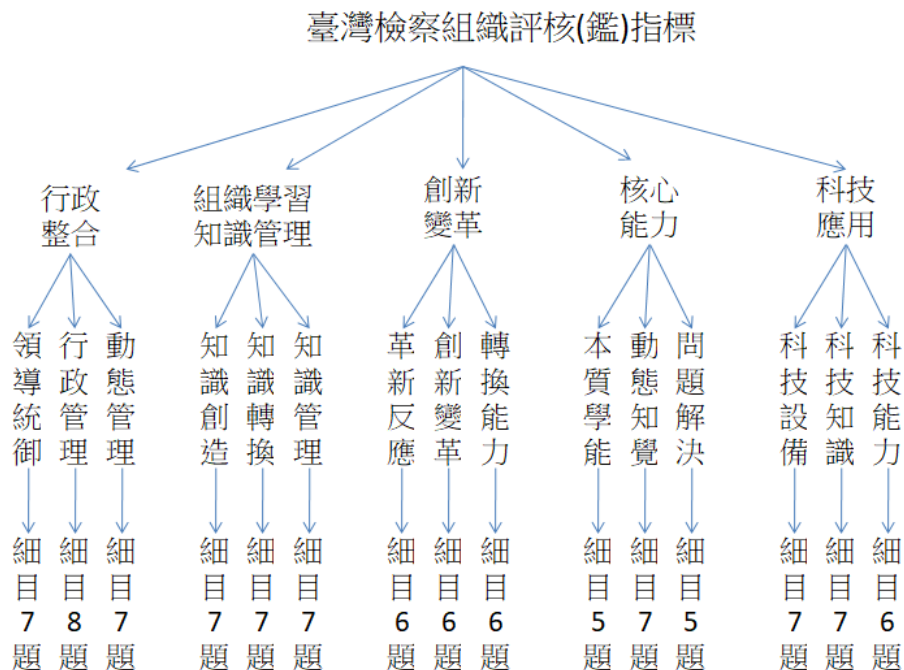 臺灣檢察組織評核(鑑)指標
行政
整合
組織學習
知識管理
創新
變革
核心
能力
科技
應用
領導統御
行政管理
動態管理
知識創造
知識轉換
知識管理
革新反應
創新變革
轉換能力
本質學能
動態知覺
問題解決
科技設備
科技知識
科技能力
細目7題
細目8題
細目7題
細目7題
細目7題
細目7題
細目6題
細目6題
細目6題
細目5題
細目7題
細目5題
細目7題
細目7題
細目6題